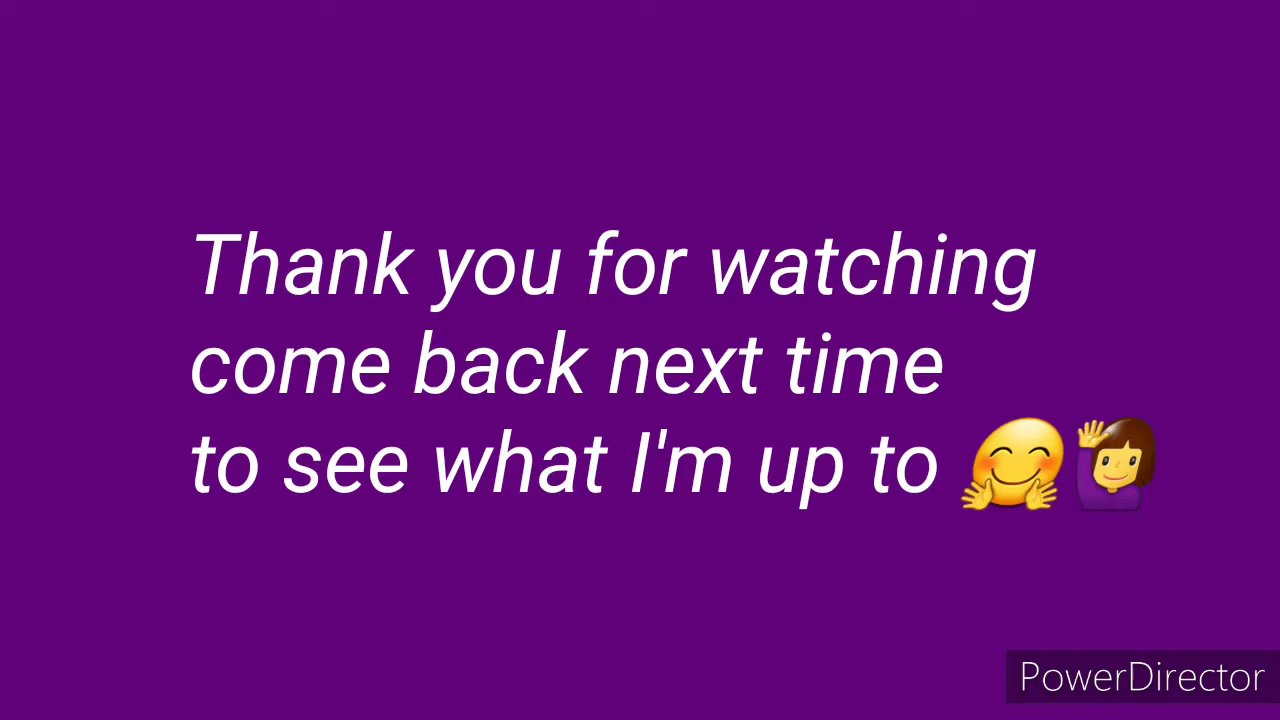 Thank you for watching
come back next time
to see what I'm up to 🤗🙋‍♀️
PowerDirector